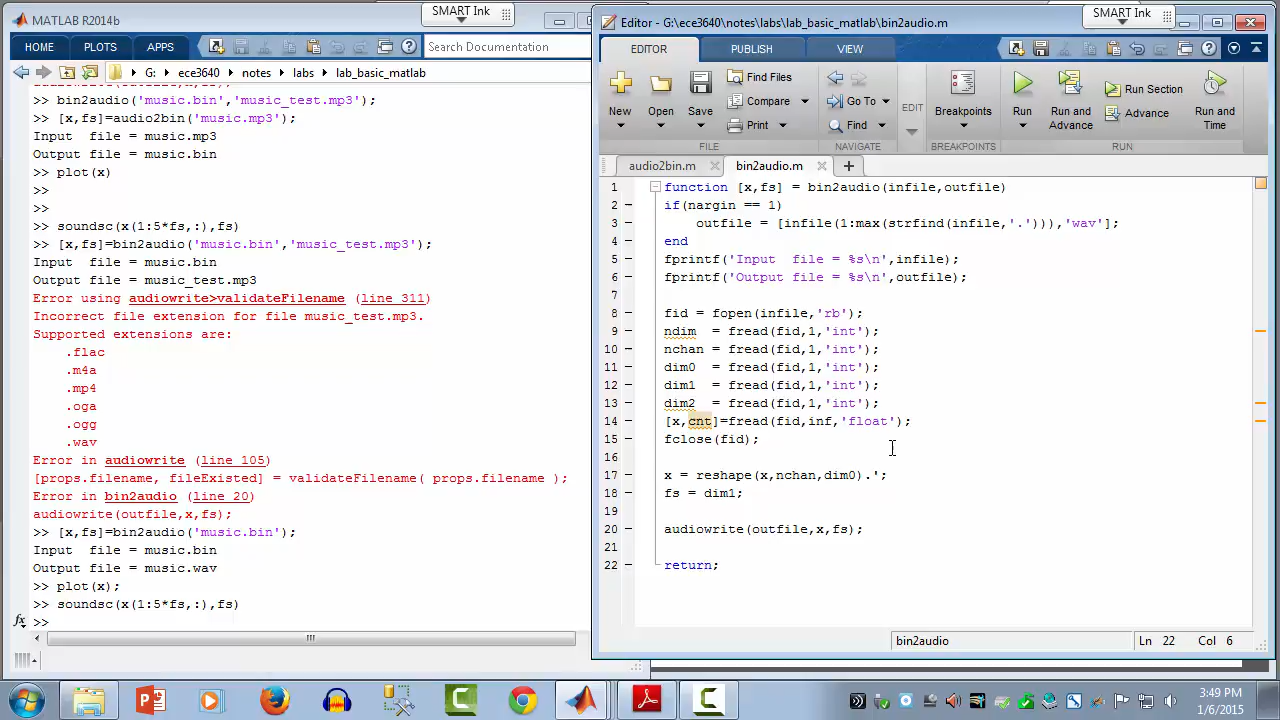 MATLAB R2014b
SMART Ink
HOME PLOTS APPS
Search Documentation
G: ece3640 notes labs lab_basic_matlab
>> bin2audio('music.bin','music_test.mp3');
>> [x,fs]=audio2bin('music.mp3');
Input  file = music.mp3
Output file = music.bin
>> plot(x)
>>
>>
>> soundsc(x(1:5*fs,:),fs)
>> [x,fs]=bin2audio('music.bin','music_test.mp3');
Input  file = music.bin
Output file = music_test.mp3
Error using audiowrite>validateFilename (line 311)
Incorrect file extension for file music_test.mp3.
Supported extensions are:
.flac
.m4a
.mp4
.oga
.ogg
.wav
Error in audiowrite (line 105)
[props.filename, fileExisted] = validateFilename( props.filename );
Error in bin2audio (line 20)
audiowrite(outfile,x,fs);
>> [x,fs]=bin2audio('music.bin');
Input  file = music.bin
Output file = music.wav
>> plot(x);
>> soundsc(x(1:5*fs,:),fs)
fx >>
Editor - G:\ece3640\notes\labs\lab_basic_matlab\bin2audio.m
SMART Ink
EDITOR PUBLISH VIEW
New Open Save Find Files Compare Print
Go To Find
EDIT
Breakpoints
Run Run and Advance Run Section Advance Run and Time
FILE NAVIGATE BREAKPOINTS RUN
audio2bin.m bin2audio.m
1 function [x,fs] = bin2audio(infile,outfile)
2 if(nargin == 1)
3 outfile = [infile(1:max(strfind(infile,'.'))),'wav'];
4 end
5 fprintf('Input  file = %s\n',infile);
6 fprintf('Output file = %s\n',outfile);
7
8 fid = fopen(infile,'rb');
9 ndim  = fread(fid,1,'int');
10 nchan = fread(fid,1,'int');
11 dim0  = fread(fid,1,'int');
12 dim1  = fread(fid,1,'int');
13 dim2  = fread(fid,1,'int');
14 [x,cnt]=fread(fid,inf,'float');
15 fclose(fid);
16
17 x = reshape(x,nchan,dim0).';
18 fs = dim1;
19
20 audiowrite(outfile,x,fs);
21
22 return;
bin2audio Ln 22 Col 6
3:49 PM
1/6/2015